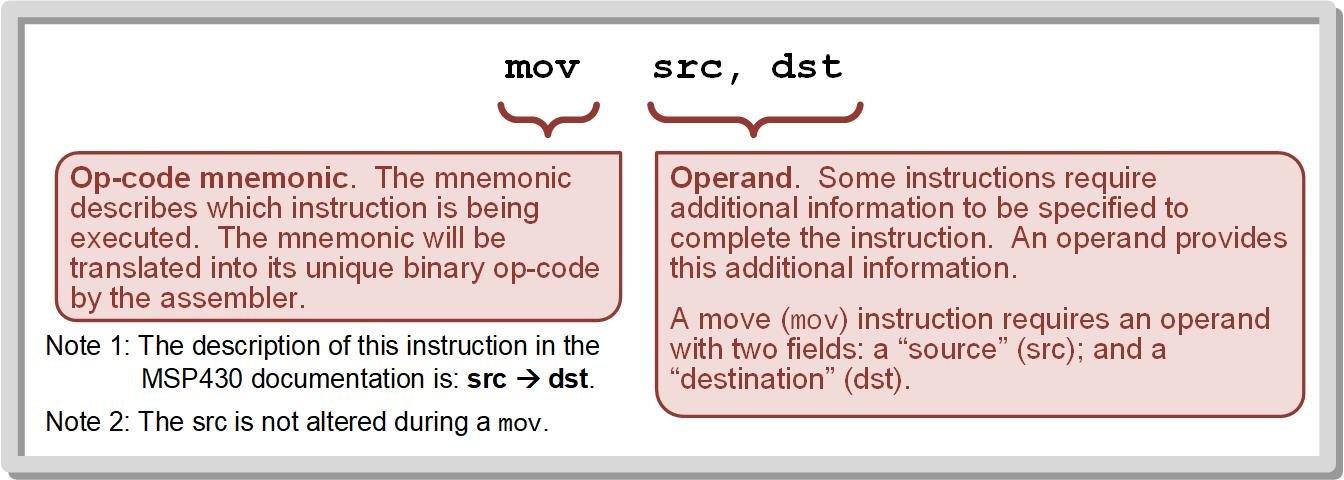 mov src, dst
Op-code mnemonic. The mnemonic
describes which instruction is being
executed. The mnemonic will be
translated into its unique binary op-code
by the assembler.
Operand. Some instructions require
additional information to be specified to
complete the instruction. An operand provides
this additional information.
A move (mov) instruction requires an operand
with two fields: a “source” (src); and a
“destination” (dst).
Note 1: The description of this instruction in the
MSP430 documentation is: src → dst.
Note 2: The src is not altered during a mov.